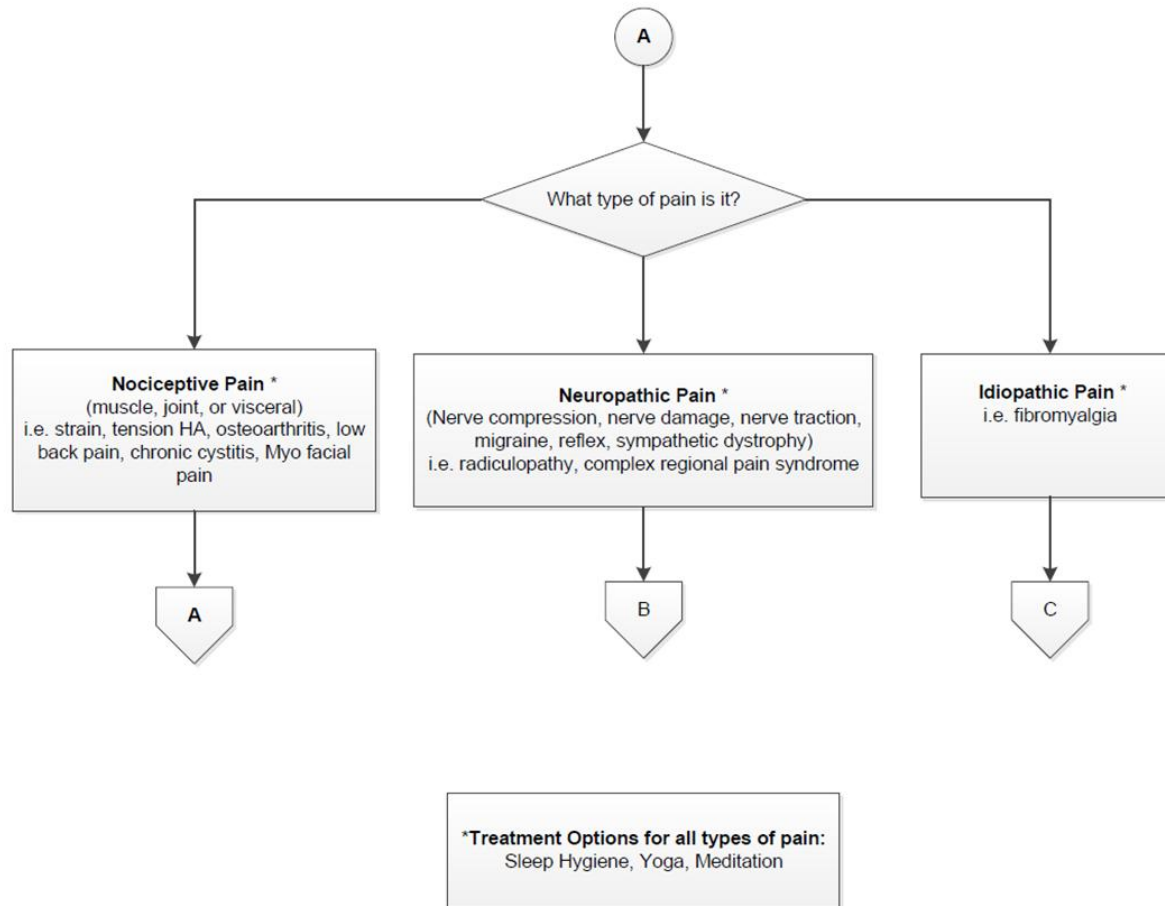 A
What type of pain is it?
Nociceptive Pain *
(muscle, joint, or visceral)
i.e. strain, tension HA, osteoarthritis, low
back pain, chronic cystitis, Myo facial
pain
Neuropathic Pain *
(Nerve compression, nerve damage, nerve traction,
migraine, reflex, sympathetic dystrophy)
i.e. radiculopathy, complex regional pain syndrome
Idiopathic Pain *
i.e. fibromyalgia
A
B
C
*Treatment Options for all types of pain:
Sleep Hygiene, Yoga, Meditation